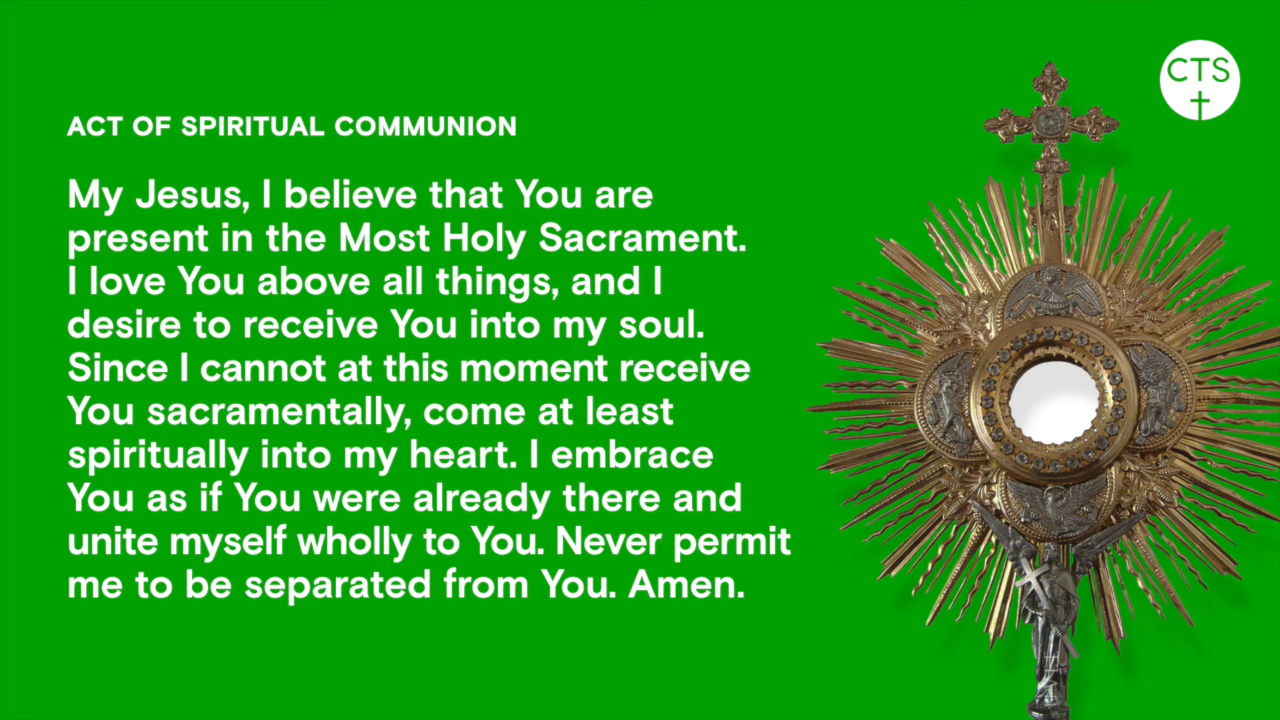 CTS
ACT OF SPIRITUAL COMMUNION
My Jesus, I believe that You are
present in the Most Holy Sacrament.
I love You above all things, and I
desire to receive You into my soul.
Since I cannot at this moment receive
You sacramentally, come at least
spiritually into my heart. I embrace
You as if You were already there and
unite myself wholly to You. Never permit
me to be separated from You. Amen.